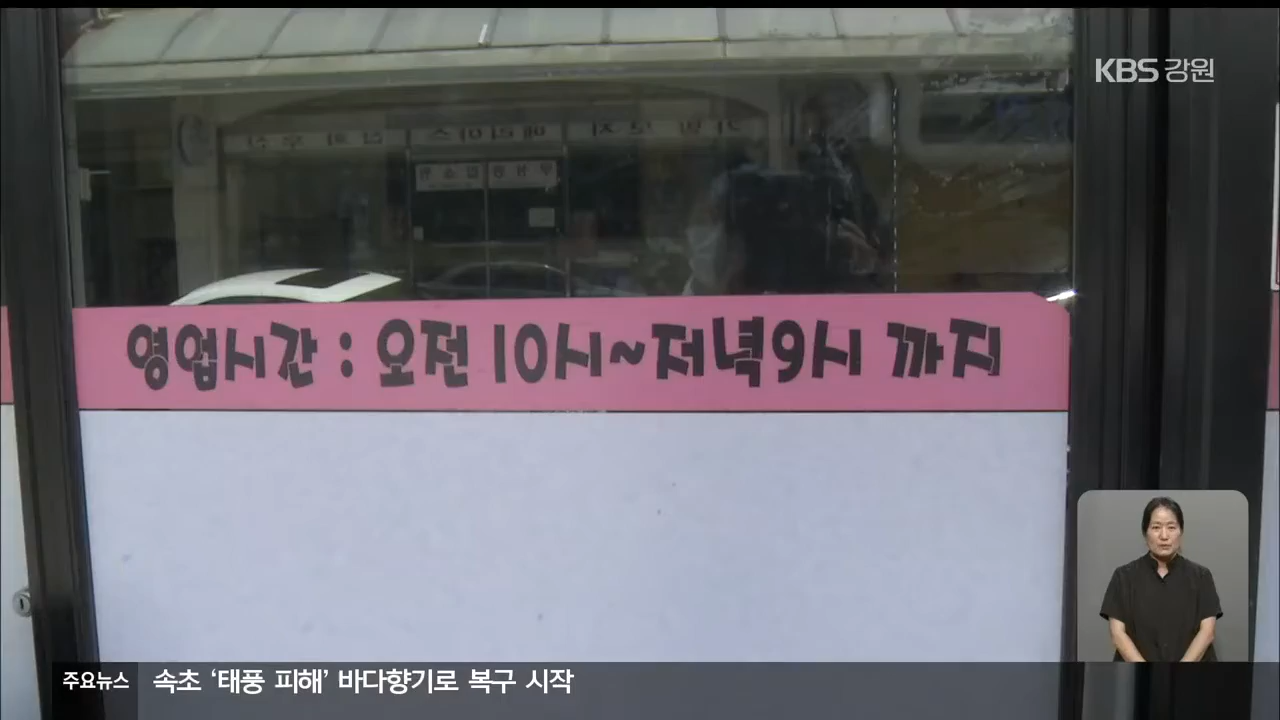 KBS 강원
영업시간 : 오전 10시~저녁9시 까지
주요뉴스 속초 '태풍 피해' 바다향기로 복구 시작